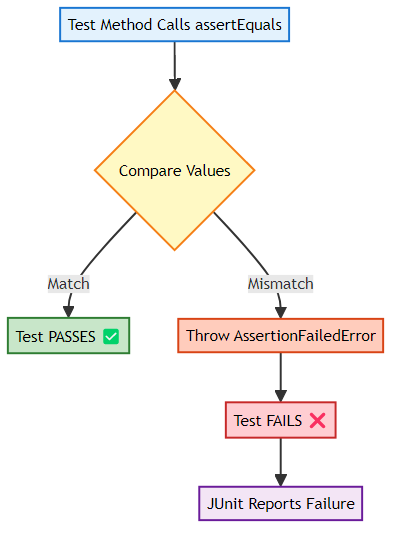 Test Method Calls assertEquals
Compare Values
Match
Mismatch
Test PASSES ✅
Throw AssertionFailedError
Test FAILS ❌
JUnit Reports Failure